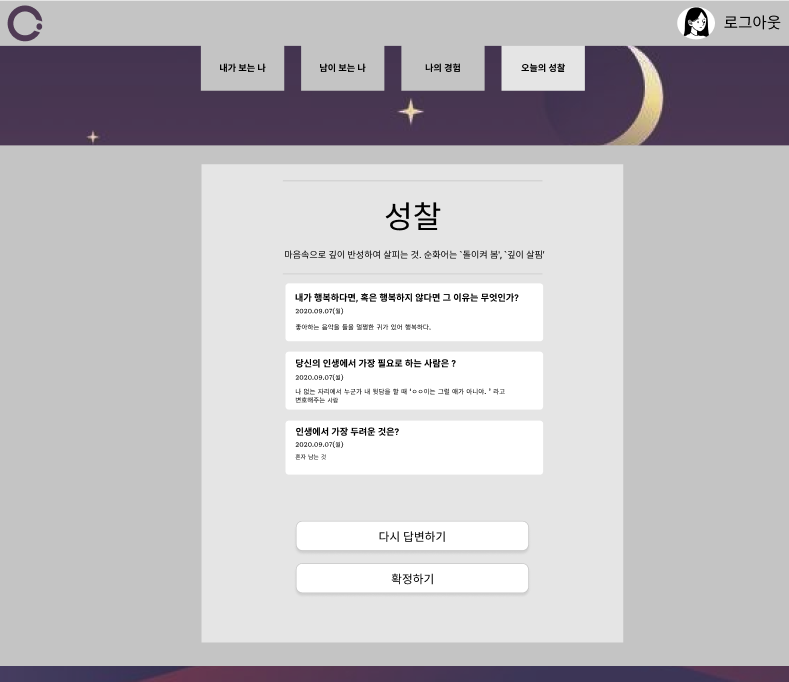 로그아웃
내가 보는 나
남이 보는 나
나의 경험
오늘의 성찰
성찰
마음속으로 깊이 반성하여 살피는 것. 순화어는 `돌이켜 봄', `깊이 살핌'
내가 행복하다면, 혹은 행복하지 않다면 그 이유는 무엇인가?
2020.09.07(월)
좋아하는 음악을 들을 멀쩡한 귀가 있어 행복하다.
당신의 인생에서 가장 필요로 하는 사람은 ?
2020.09.07(월)
나 없는 자리에서 누군가 내 뒷담을 할 때 'ㅇㅇ이는 그럴 애가 아니야. ' 라고
변호해주는 사람
인생에서 가장 두려운 것은?
2020.09.07(월)
혼자 남는 것
다시 답변하기
확정하기